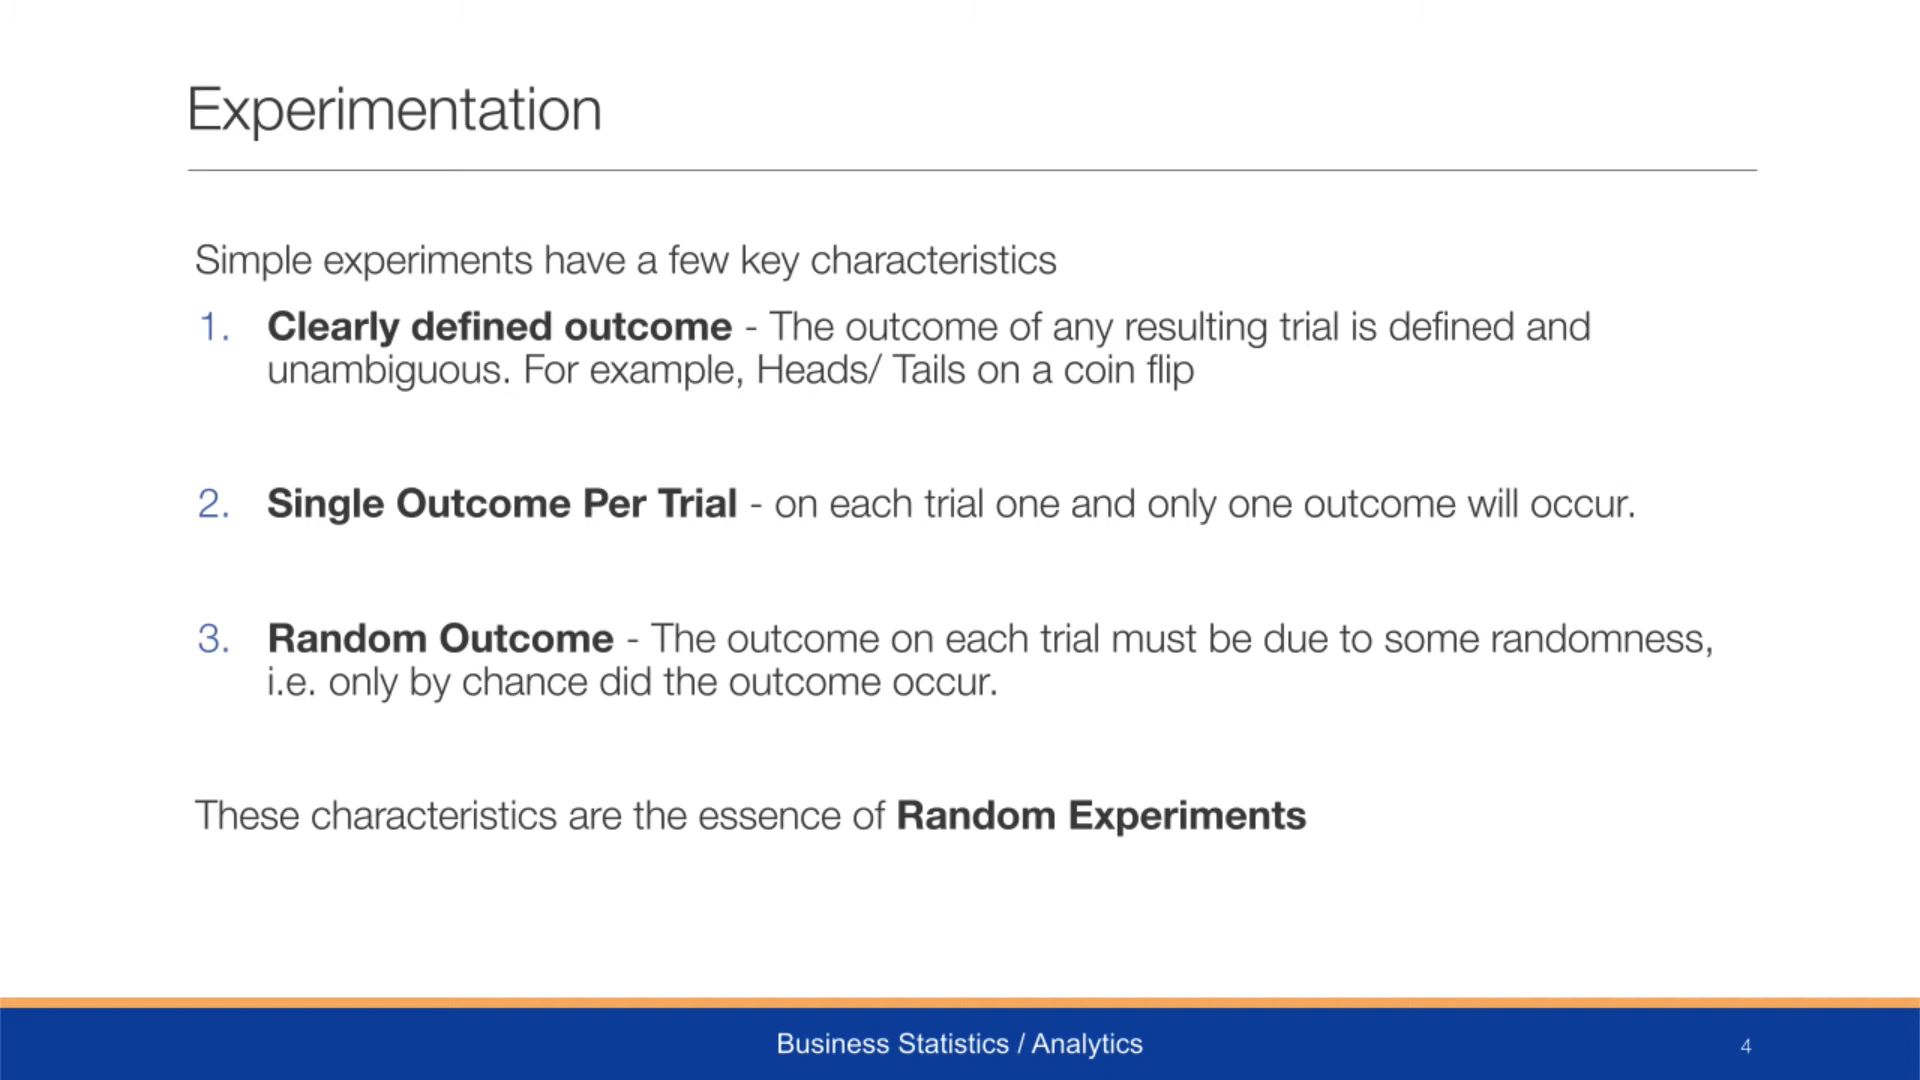 Experimentation
Simple experiments have a few key characteristics
1. Clearly defined outcome - The outcome of any resulting trial is defined and
unambiguous. For example, Heads/ Tails on a coin flip
2. Single Outcome Per Trial - on each trial one and only one outcome will occur.
3. Random Outcome - The outcome on each trial must be due to some randomness,
i.e. only by chance did the outcome occur.
These characteristics are the essence of Random Experiments
Business Statistics / Analytics
4